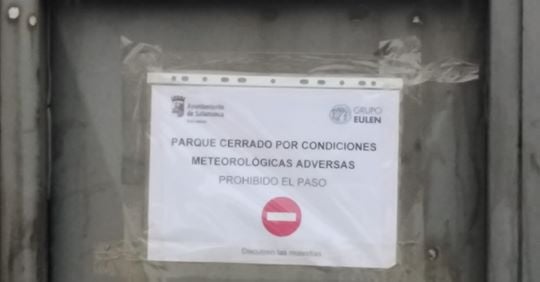 Ayuntamiento
de Salamanca
GRUPO
EULEN
PARQUE CERRADO POR CONDICIONES
METEOROLÓGICAS ADVERSAS
PROHIBIDO EL PASO
Disculpen las molestias